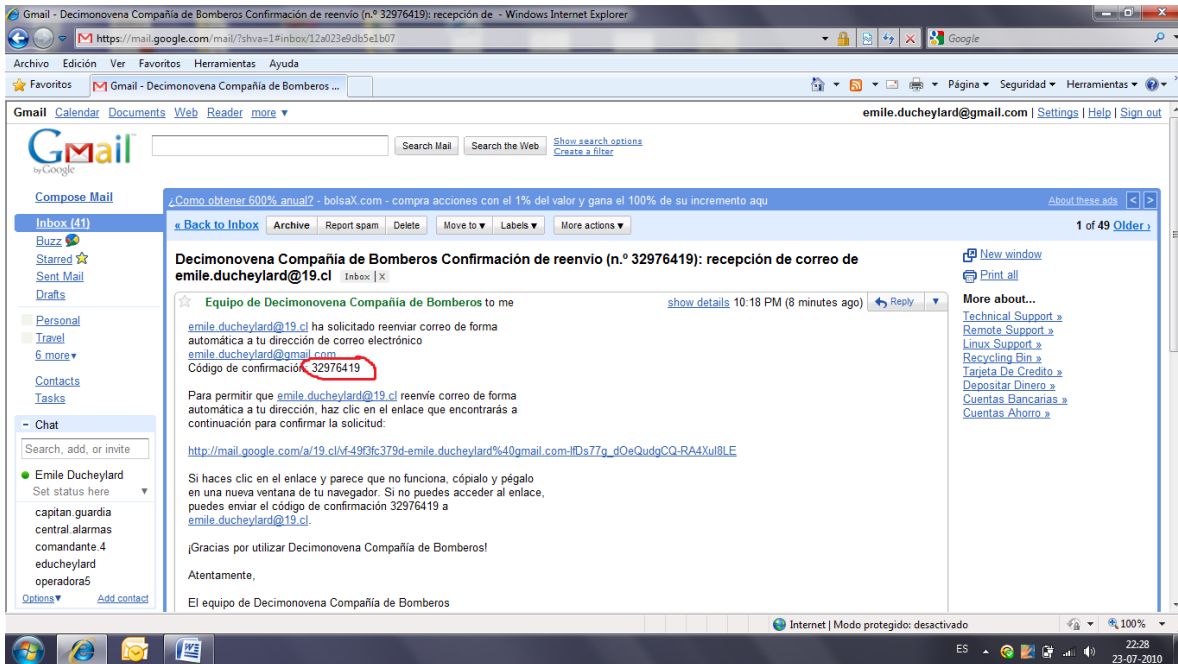 Gmail - Decimonovena Compañía de Bomberos Confirmación de reenvío (n.º 32976419): recepción de - Windows Internet Explorer
https://mail.google.com/mail/?shva=1#inbox/12a023e9db5e1b07
Google
Archivo Edición Ver Favoritos Herramientas Ayuda
Favoritos Gmail - Decimonovena Compañía de Bomberos ...
Página Seguridad Herramientas
Gmail Calendar Documents Web Reader more
emile.ducheylard@gmail.com | Settings | Help | Sign out
Gmail
by Google
Search Mail Search the Web
Show search options
Create a filter
Compose Mail
Inbox (41)
Buzz
Starred
Sent Mail
Drafts
Personal
Travel
6 more
Contacts
Tasks
- Chat
Search, add, or invite
Emile Ducheylard
Set status here
capitan.guardia
central.alarmas
comandante.4
educheylard
operadora5
Options Add contact
¿Como obtener 600% anual? - bolsaX.com - compra acciones con el 1% del valor y gana el 100% de su incremento aqu
About these ads < >
« Back to Inbox Archive Report spam Delete Move to Labels More actions
1 of 49 Older ›
Decimonovena Compañía de Bomberos Confirmación de reenvío (n.º 32976419): recepción de correo de
emile.ducheylard@19.cl Inbox | X
Equipo de Decimonovena Compañía de Bomberos to me
show details 10:18 PM (8 minutes ago) Reply
emile.ducheylard@19.cl ha solicitado reenviar correo de forma
automática a tu dirección de correo electrónico
emile.ducheylard@gmail.com
Código de confirmación: 32976419
Para permitir que emile.ducheylard@19.cl reenvíe correo de forma
automática a tu dirección, haz clic en el enlace que encontrarás a
continuación para confirmar la solicitud:
http://mail.google.com/a/19.cl/vf-49f3fc379d-emile.ducheylard%40gmail.com-lfDs77g_dOeQudgCQ-RA4XuI8LE
Si haces clic en el enlace y parece que no funciona, cópialo y pégalo
en una nueva ventana de tu navegador. Si no puedes acceder al enlace,
puedes enviar el código de confirmación 32976419 a
emile.ducheylard@19.cl.
¡Gracias por utilizar Decimonovena Compañía de Bomberos!
Atentamente,
El equipo de Decimonovena Compañía de Bomberos
New window
Print all
More about...
Technical Support »
Remote Support »
Linux Support »
Recycling Bin »
Tarjeta De Credito »
Depositar Dinero »
Cuentas Bancarias »
Cuentas Ahorro »
Internet | Modo protegido: desactivado
100%
ES
22:28
23-07-2010